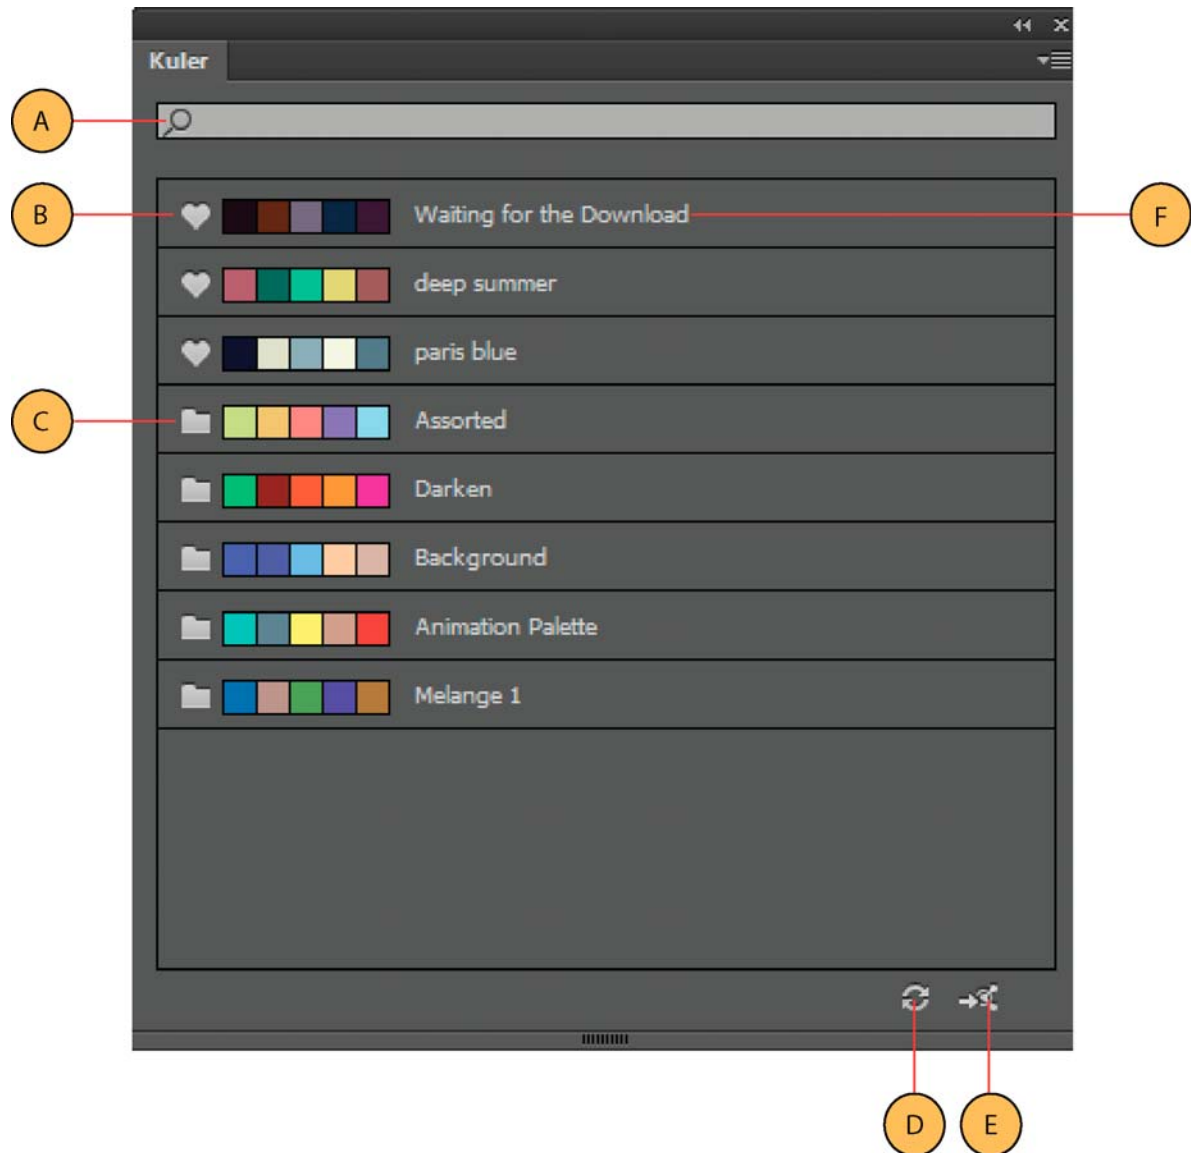 Kuler
A
B
Waiting for the Download
F
deep summer
paris blue
C
Assorted
Darken
Background
Animation Palette
Melange 1
D
E